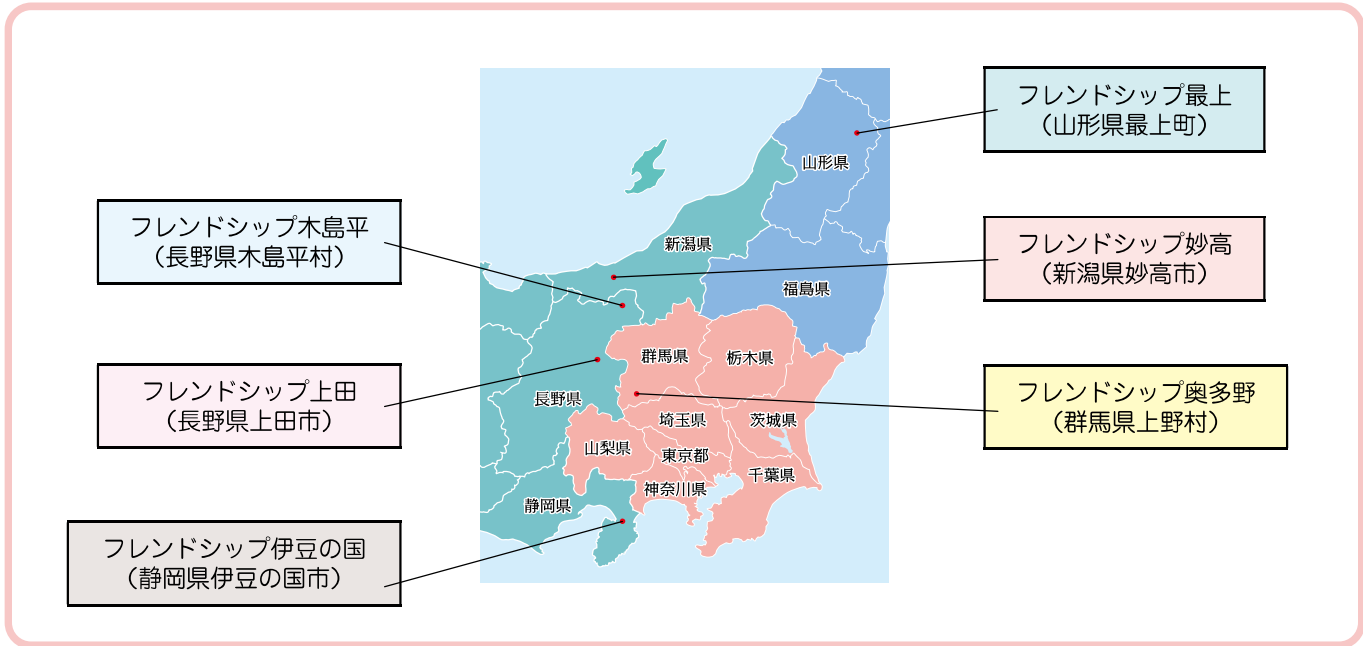 フレンドシップ最上
（山形県最上町）
フレンドシップ木島平
（長野県木島平村）
フレンドシップ妙高
（新潟県妙高市）
フレンドシップ上田
（長野県上田市）
フレンドシップ奥多野
（群馬県上野村）
フレンドシップ伊豆の国
（静岡県伊豆の国市）
山形県
新潟県
福島県
群馬県
栃木県
長野県
埼玉県
茨城県
山梨県
東京都
千葉県
神奈川県
静岡県